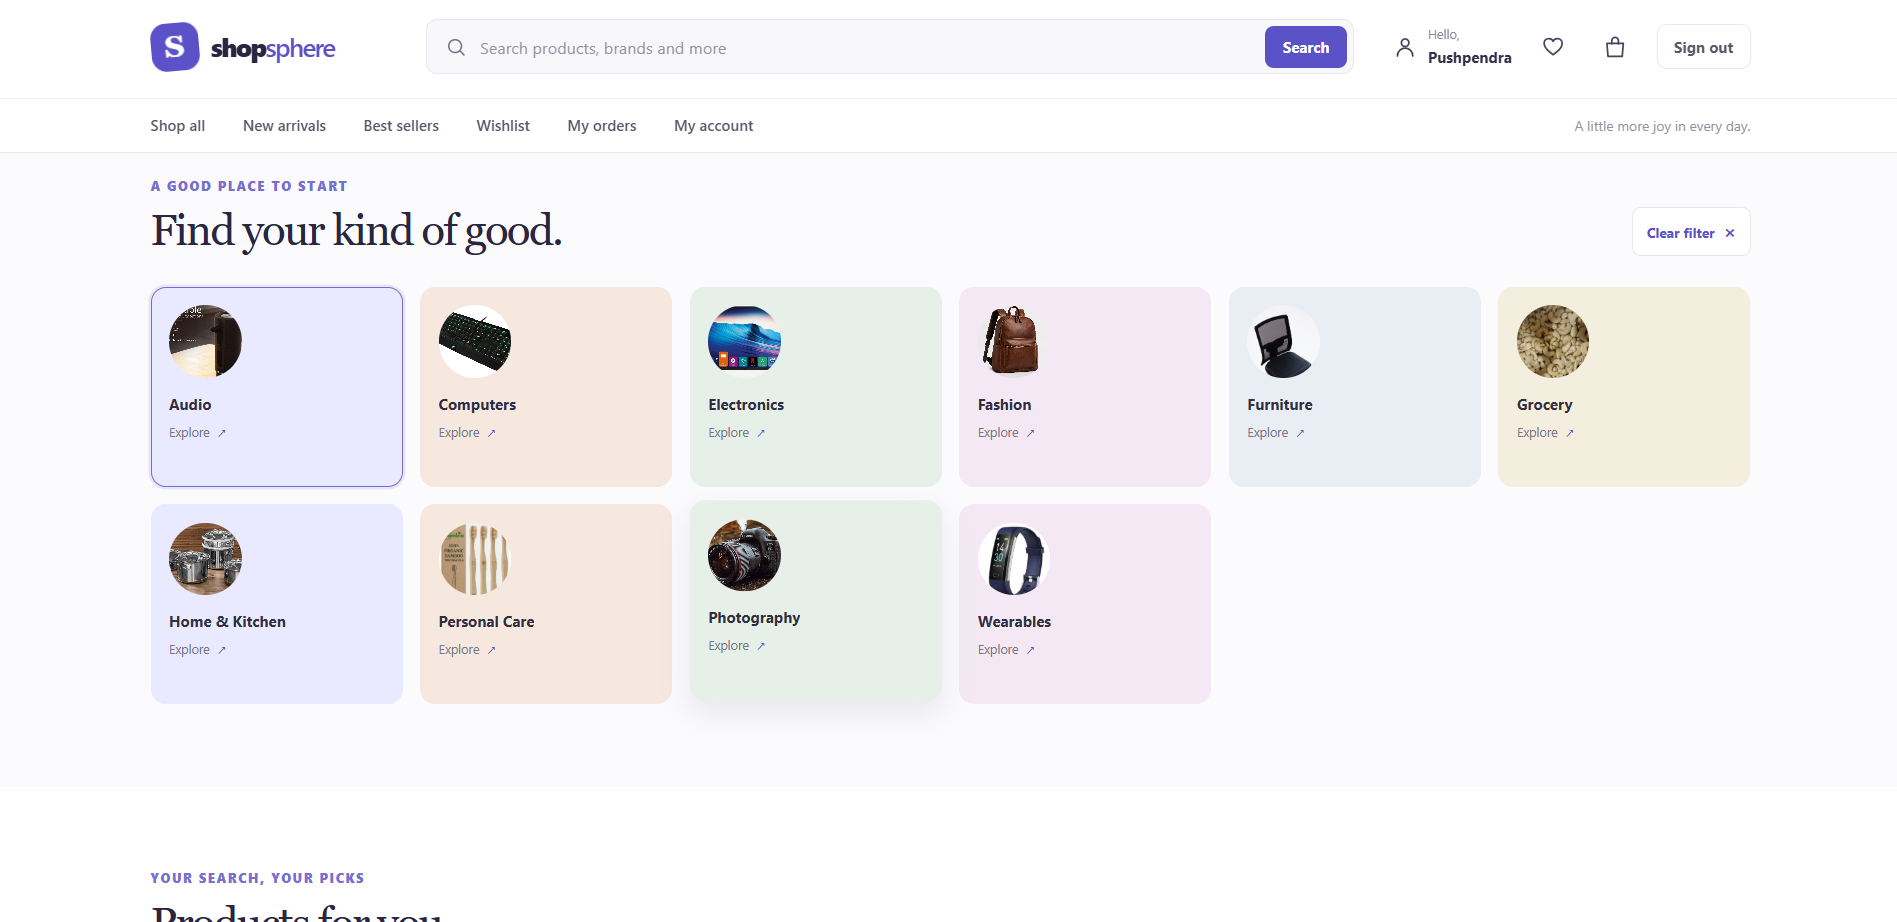 S shopsphere
Search products, brands and more
Search
Hello,
Pushpendra
Sign out
Shop all
New arrivals
Best sellers
Wishlist
My orders
My account
A little more joy in every day.
A GOOD PLACE TO START
Find your kind of good.
Clear filter ×
Audio
Explore ↗
Computers
Explore ↗
Electronics
Explore ↗
Fashion
Explore ↗
Furniture
Explore ↗
Grocery
Explore ↗
Home & Kitchen
Explore ↗
Personal Care
Explore ↗
Photography
Explore ↗
Wearables
Explore ↗
YOUR SEARCH, YOUR PICKS
Products for you